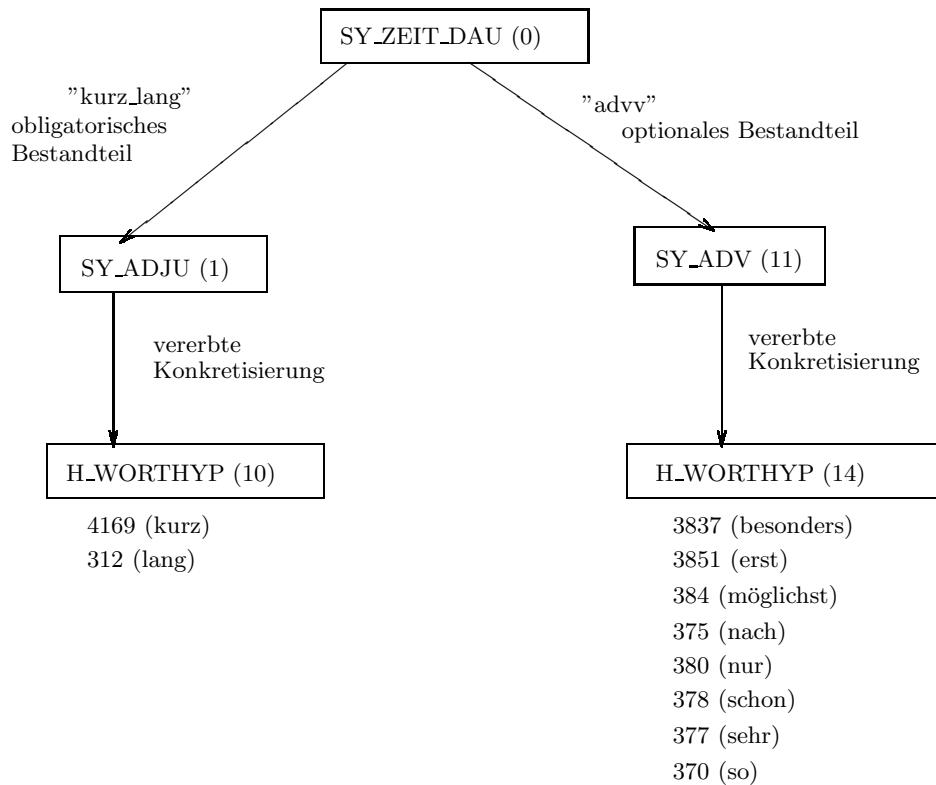 SY_ZEIT_DAU (0)
"kurz_lang"
obligatorisches
Bestandteil
"advv"
optionales Bestandteil
SY_ADJU (1)
SY_ADV (11)
vererbte
Konkretisierung
vererbte
Konkretisierung
H_WORTHYP (10)
H_WORTHYP (14)
4169 (kurz)
312 (lang)
3837 (besonders)
3851 (erst)
384 (möglichst)
375 (nach)
380 (nur)
378 (schon)
377 (sehr)
370 (so)